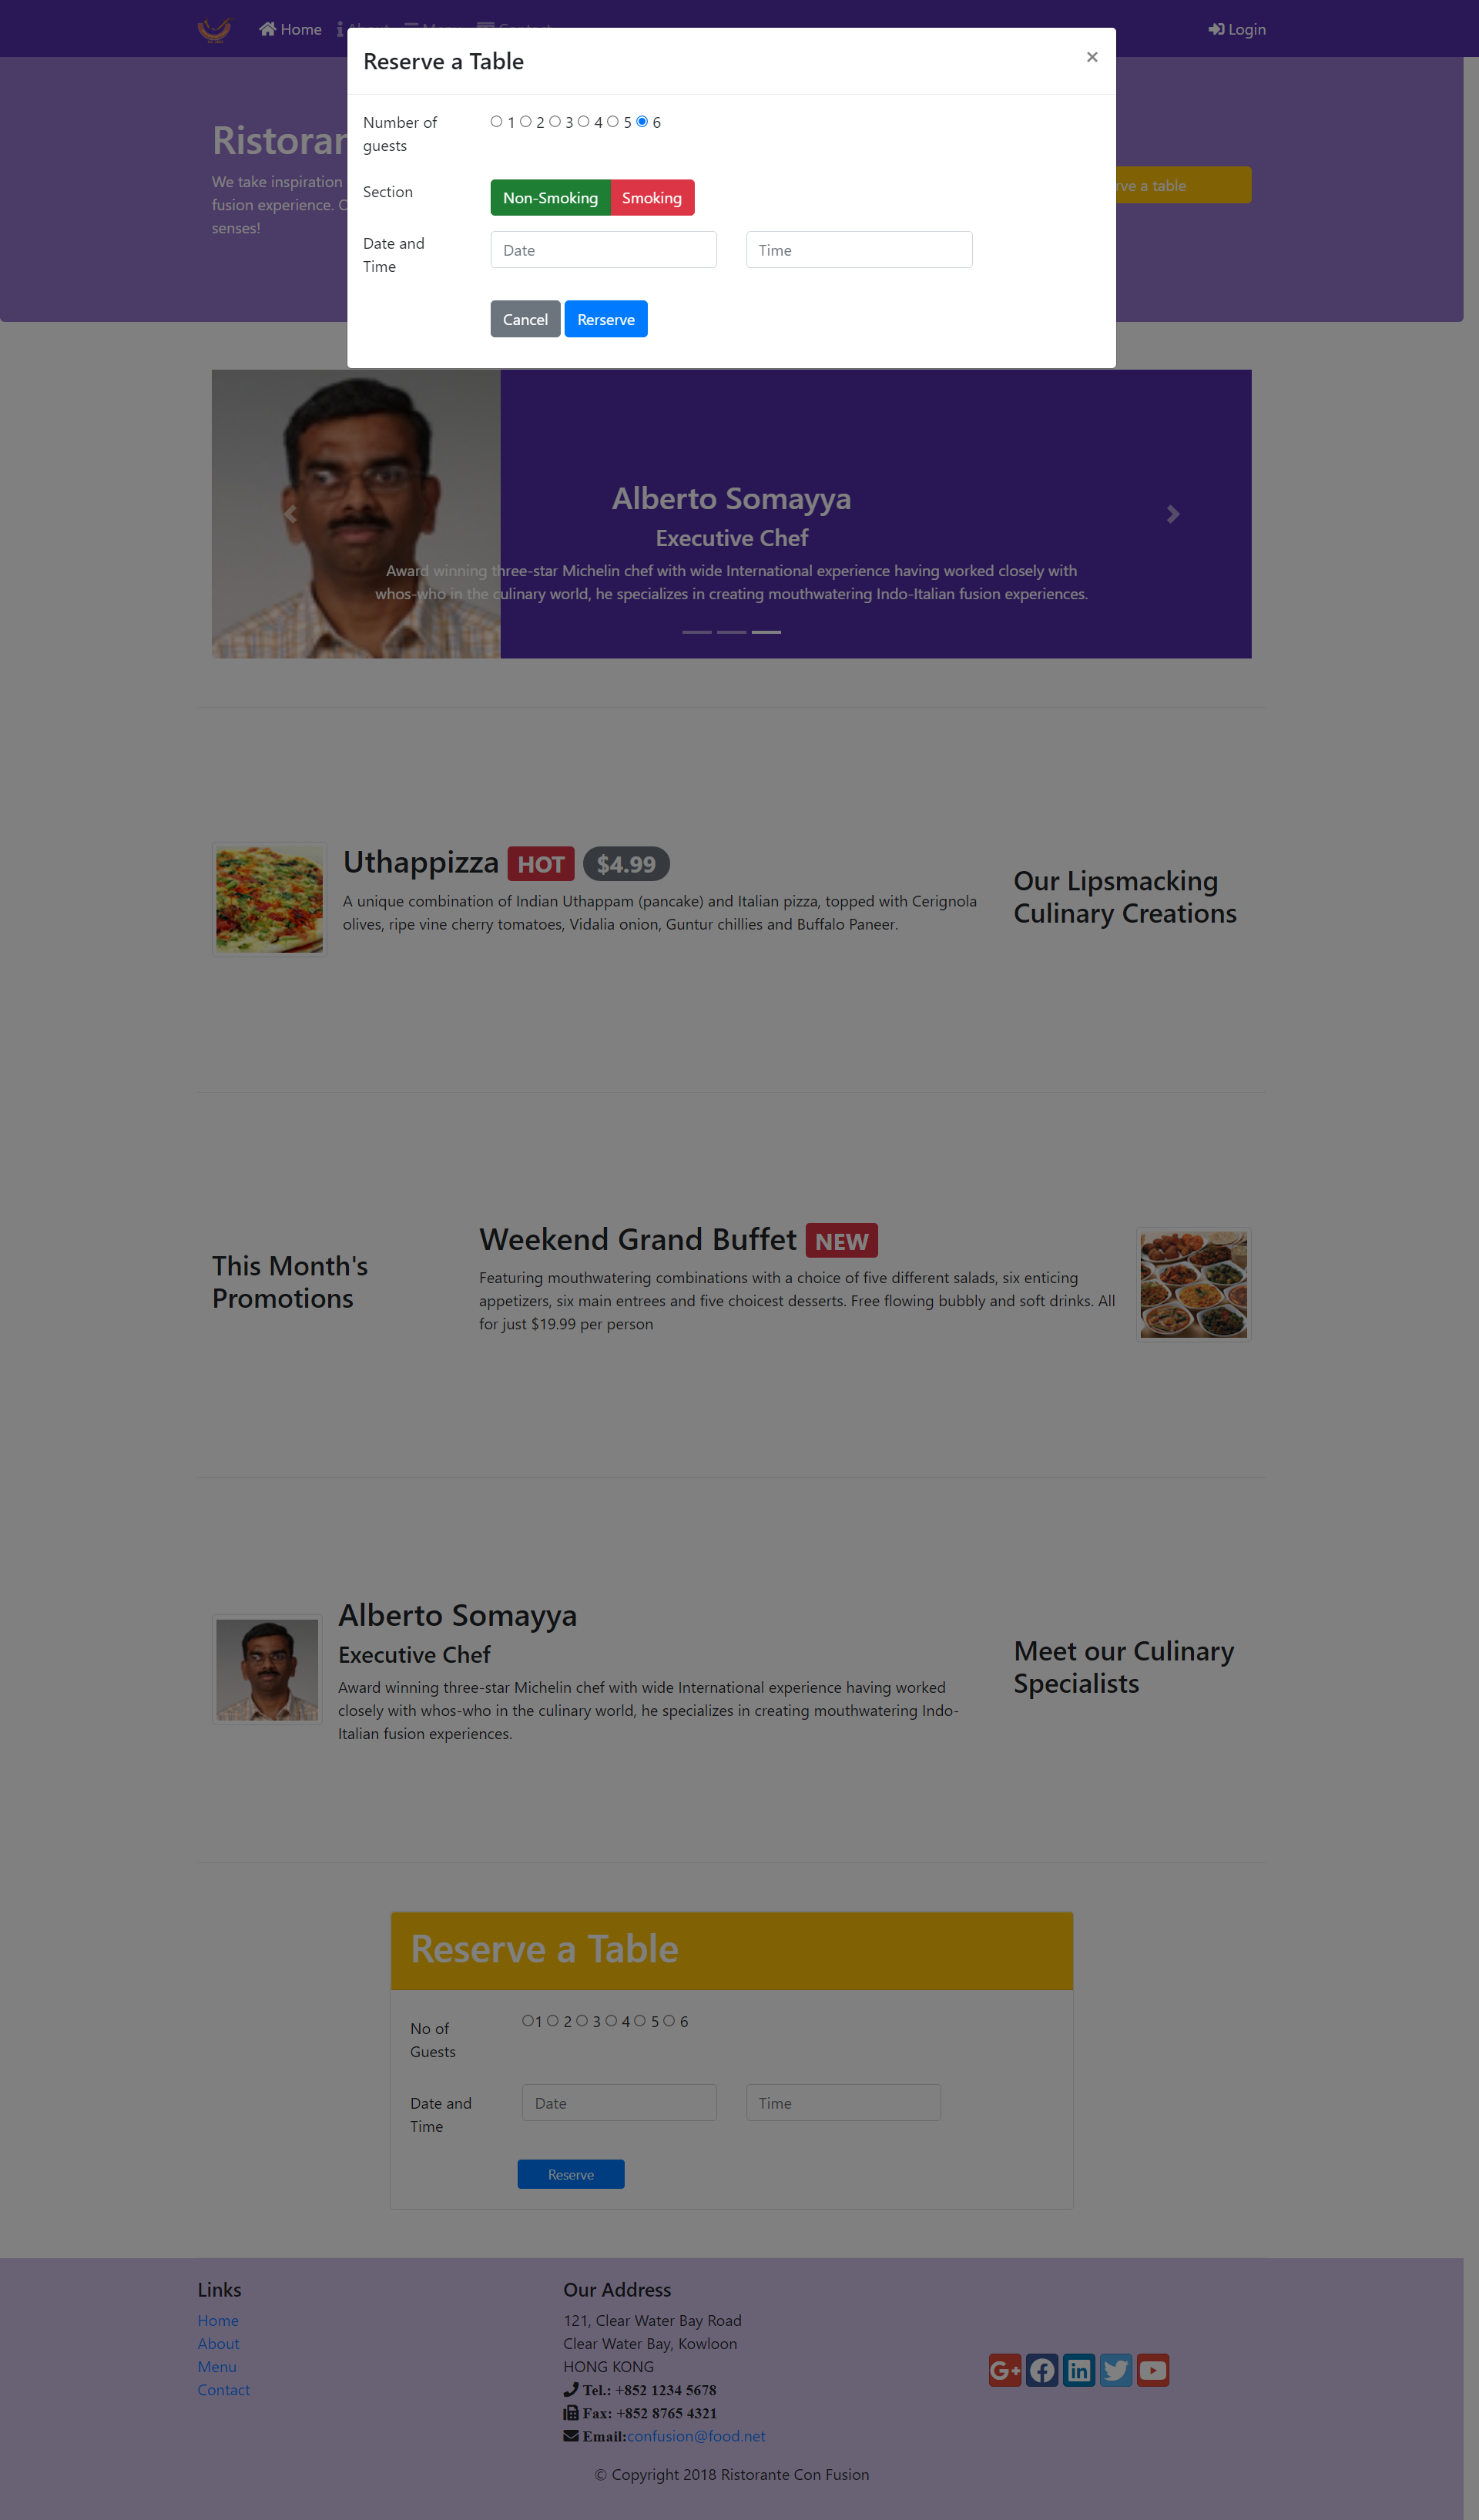 Home
Login
Reserve a Table
×
Number of
guests
1 2 3 4 5 6
Section
Non-Smoking Smoking
Date and
Time
Date
Time
Cancel Rerserve
Ristoran
We take inspiration
fusion experience. C
senses!
ve a table
Alberto Somayya
Executive Chef
Award winning three-star Michelin chef with wide International experience having worked closely with
whos-who in the culinary world, he specializes in creating mouthwatering Indo-Italian fusion experiences.
Uthappizza HOT $4.99
A unique combination of Indian Uthappam (pancake) and Italian pizza, topped with Cerignola
olives, ripe vine cherry tomatoes, Vidalia onion, Guntur chillies and Buffalo Paneer.
Our Lipsmacking
Culinary Creations
This Month's
Promotions
Weekend Grand Buffet NEW
Featuring mouthwatering combinations with a choice of five different salads, six enticing
appetizers, six main entrees and five choicest desserts. Free flowing bubbly and soft drinks. All
for just $19.99 per person
Alberto Somayya
Executive Chef
Award winning three-star Michelin chef with wide International experience having worked
closely with whos-who in the culinary world, he specializes in creating mouthwatering Indo-
Italian fusion experiences.
Meet our Culinary
Specialists
Reserve a Table
No of
Guests
1 2 3 4 5 6
Date and
Time
Date
Time
Reserve
Links
Home
About
Menu
Contact
Our Address
121, Clear Water Bay Road
Clear Water Bay, Kowloon
HONG KONG
Tel.: +852 1234 5678
Fax: +852 8765 4321
Email:confusion@food.net
© Copyright 2018 Ristorante Con Fusion